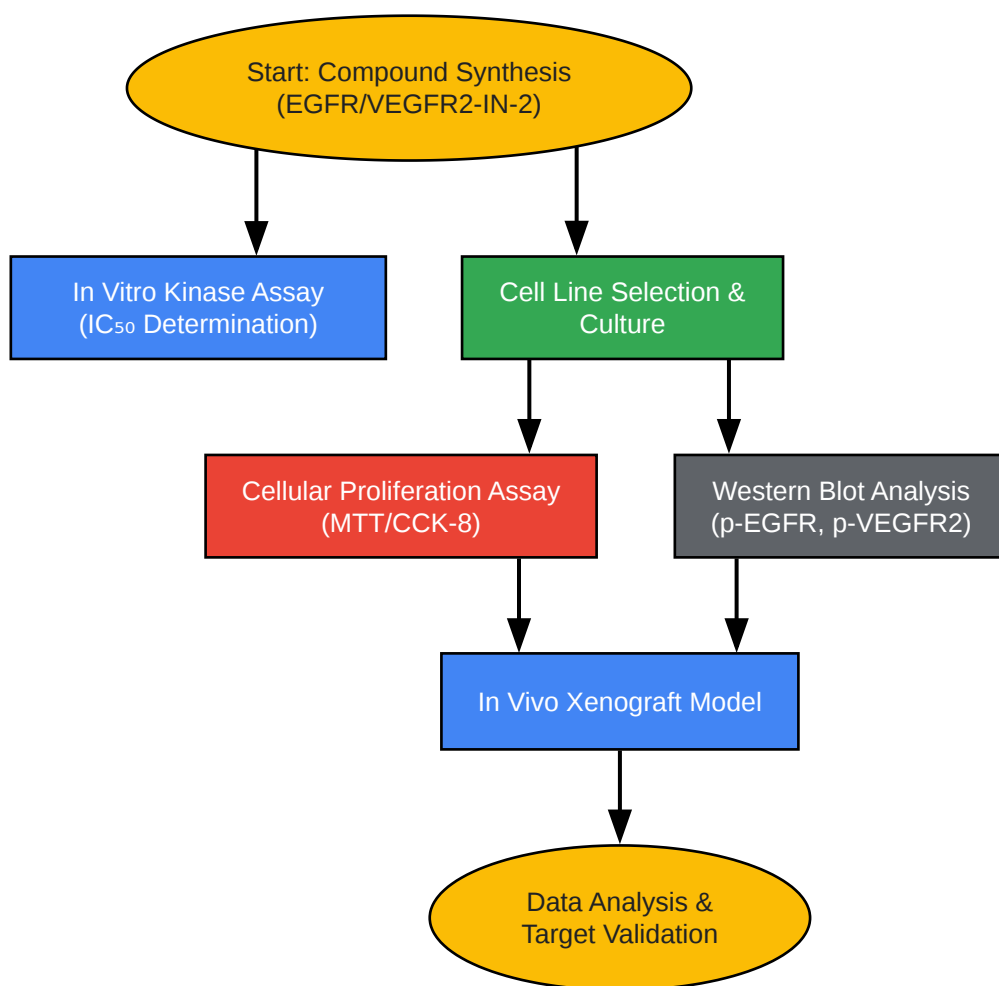 Start: Compound Synthesis
(EGFR/VEGFR2-IN-2)
In Vitro Kinase Assay
(IC₅₀ Determination)
Cell Line Selection &
Culture
Cellular Proliferation Assay
(MTT/CCK-8)
Western Blot Analysis
(p-EGFR, p-VEGFR2)
In Vivo Xenograft Model
Data Analysis &
Target Validation